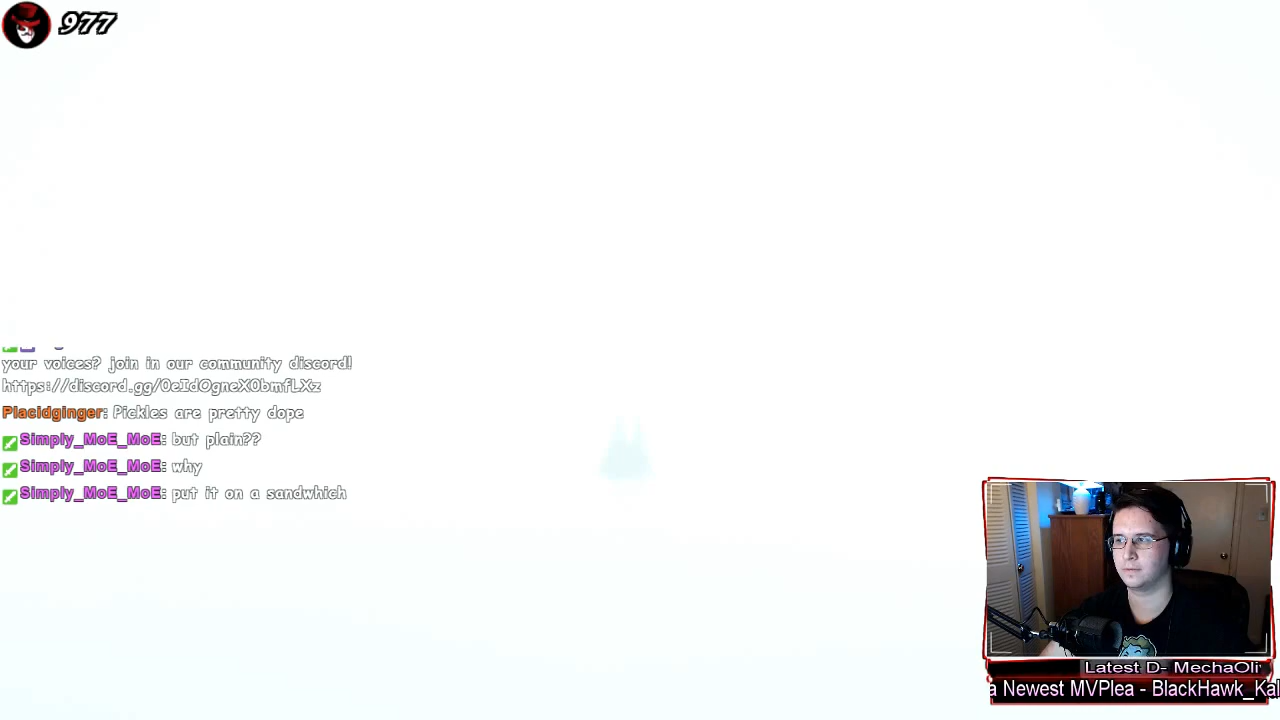 977
your voices? join in our community discord!
https://discord.gg/0eIdOgneX0bmfLXz
Placidginger: Pickles are pretty dope
Simply_MoE_MoE: but plain??
Simply_MoE_MoE: why
Simply_MoE_MoE: put it on a sandwhich
Latest D- MechaOli
a Newest MVPlea - BlackHawk_Kal